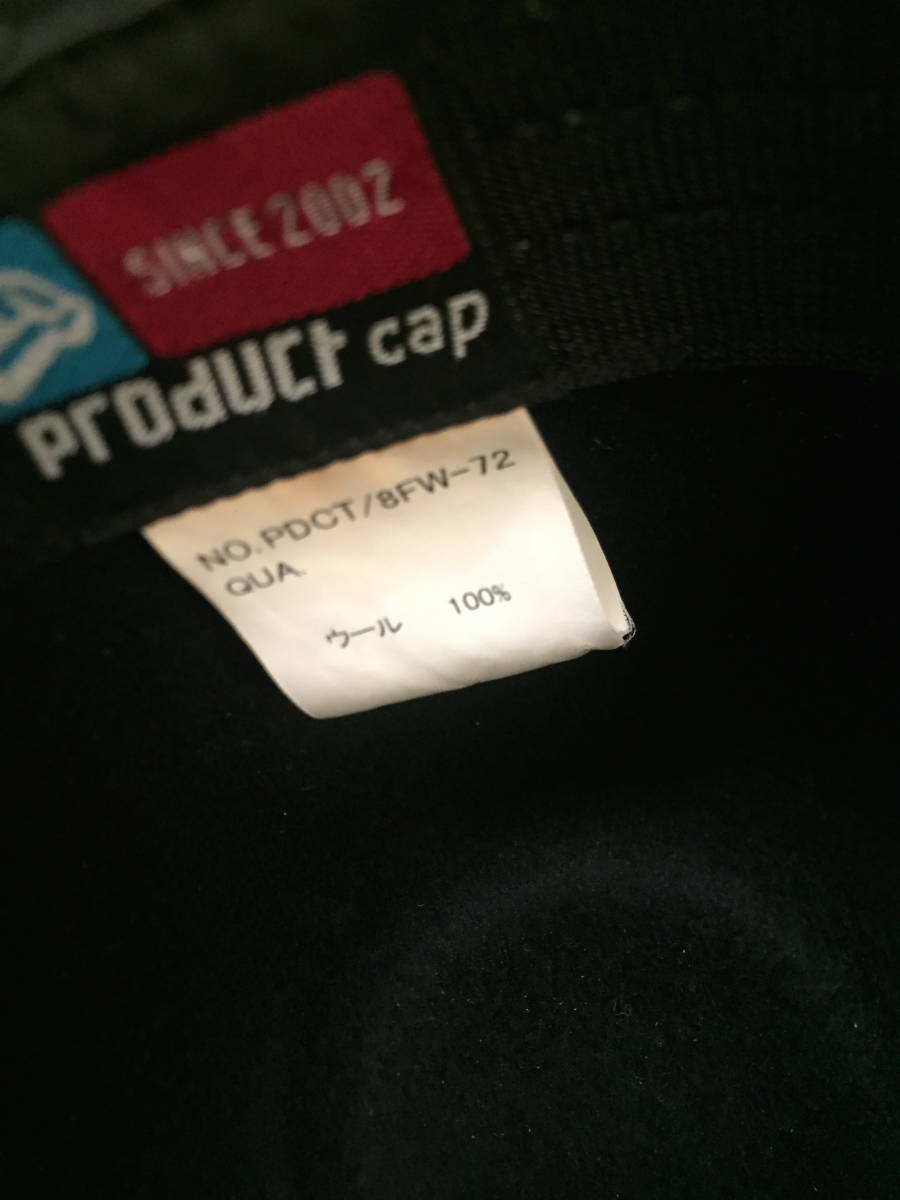 SINCE 2002
product cap
NO. PDCT/8FW-72
QUA.
ウール 100%